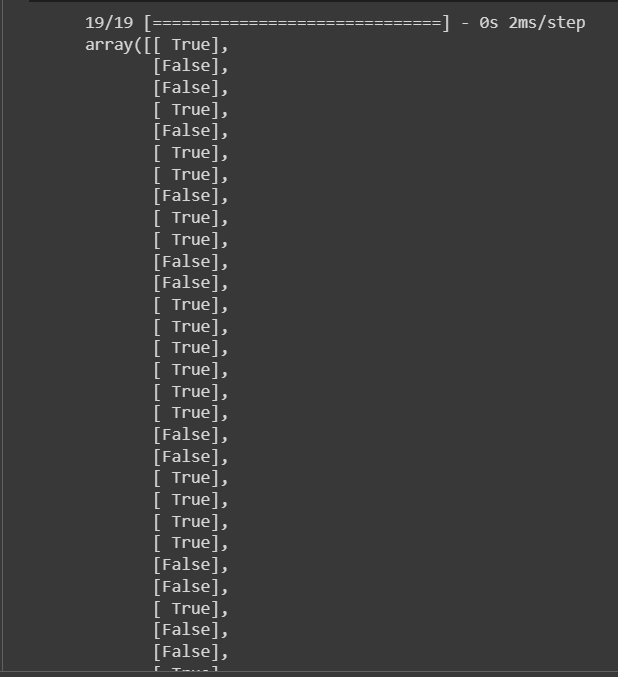 19/19 [==============================] - 0s 2ms/step
array([[ True],
       [False],
       [False],
       [ True],
       [False],
       [ True],
       [ True],
       [False],
       [ True],
       [ True],
       [False],
       [False],
       [ True],
       [ True],
       [ True],
       [ True],
       [ True],
       [ True],
       [False],
       [False],
       [ True],
       [ True],
       [ True],
       [ True],
       [False],
       [False],
       [ True],
       [False],
       [False],